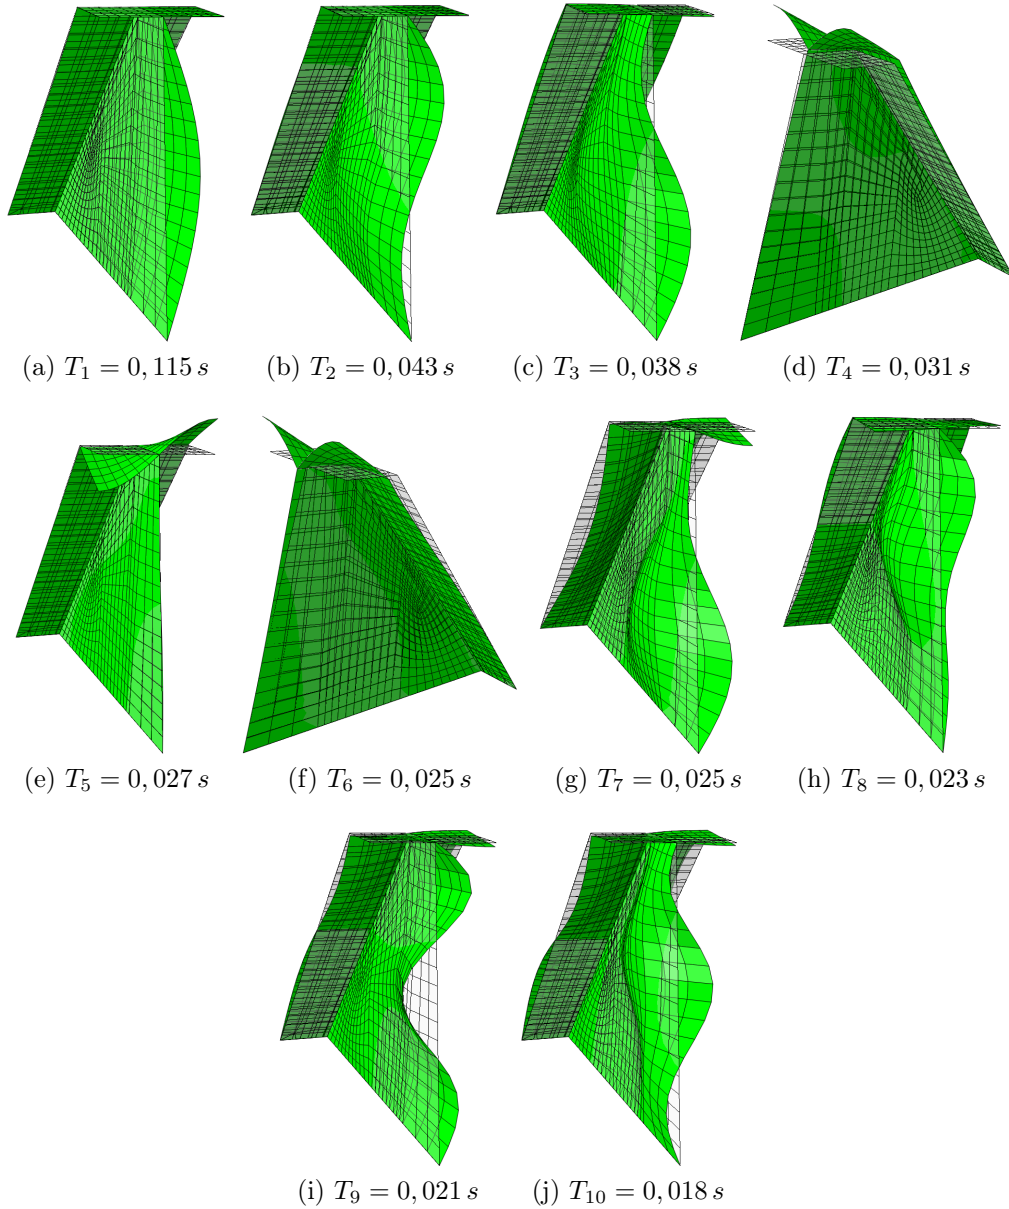 (a) T₁ = 0,115 s (b) T₂ = 0,043 s (c) T₃ = 0,038 s (d) T₄ = 0,031 s
(e) T₅ = 0,027 s (f) T₆ = 0,025 s (g) T₇ = 0,025 s (h) T₈ = 0,023 s
(i) T₉ = 0,021 s (j) T₁₀ = 0,018 s